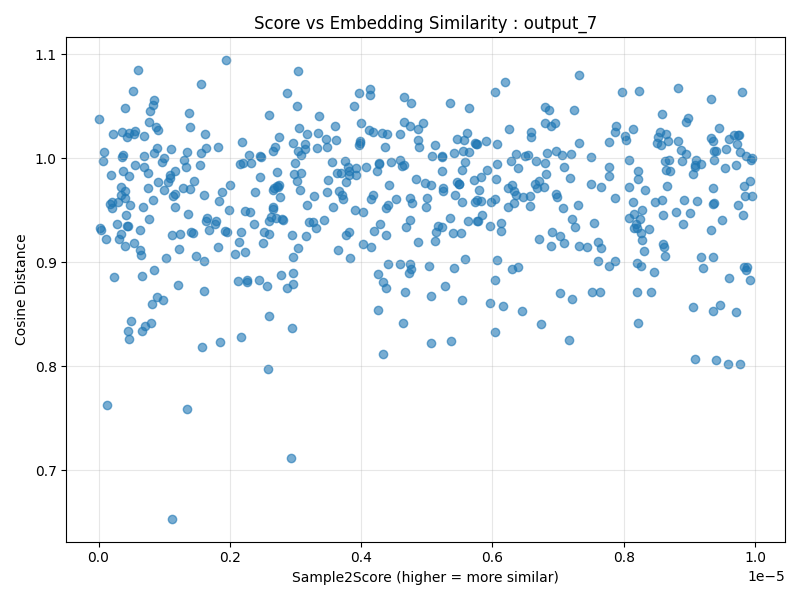 Score vs Embedding Similarity : output_7
Cosine Distance
1.1
1.0
0.9
0.8
0.7
0.0 0.2 0.4 0.6 0.8 1.0
1e−5
Sample2Score (higher = more similar)